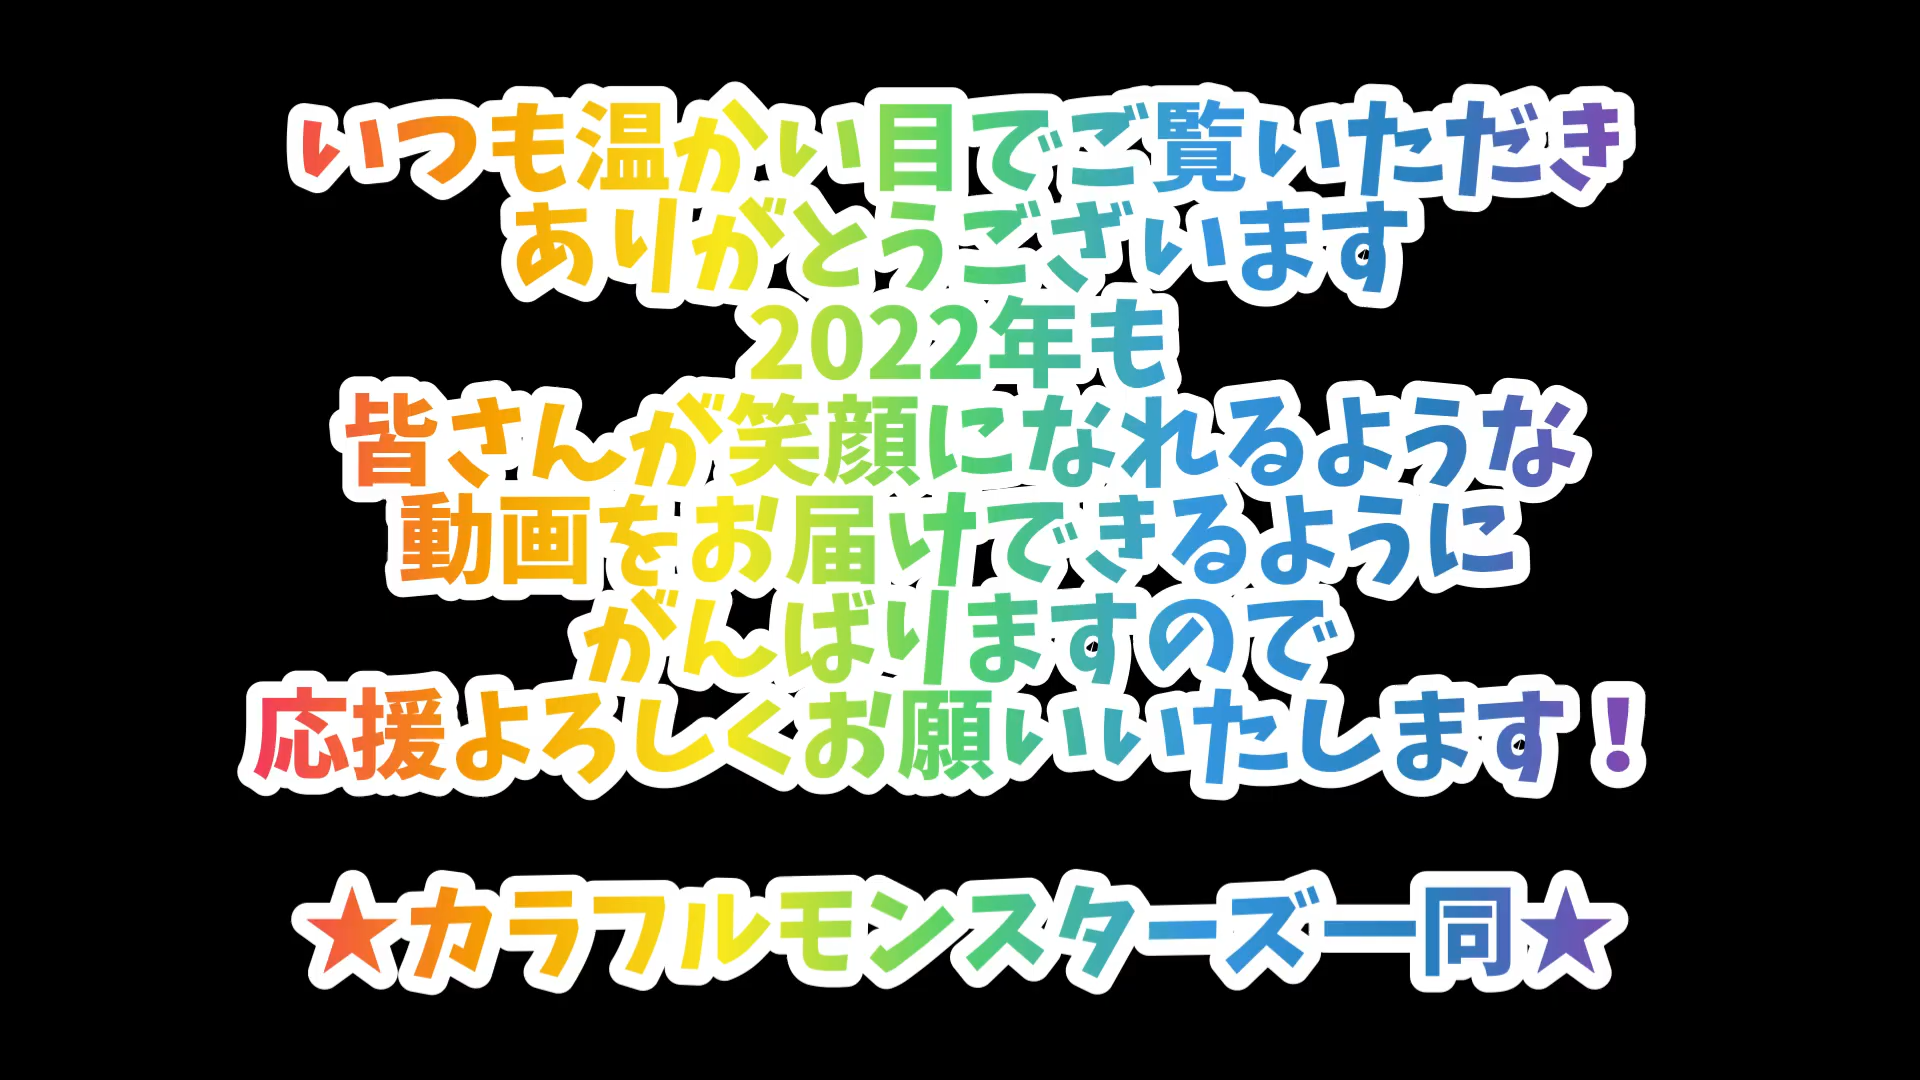 いつも温かい目でご覧いただき
ありがとうございます
2022年も
皆さんが笑顔になれるような
動画をお届けできるように
がんばりますので
応援よろしくお願いいたします！
★カラフルモンスターズ一同★